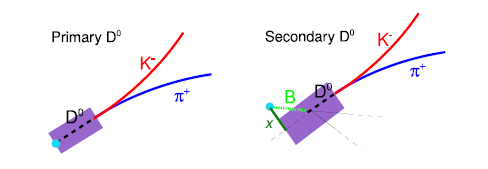 Primary D⁰
K⁻
D⁰
π⁺
Secondary D⁰
K⁻
D⁰
π⁺
B
x